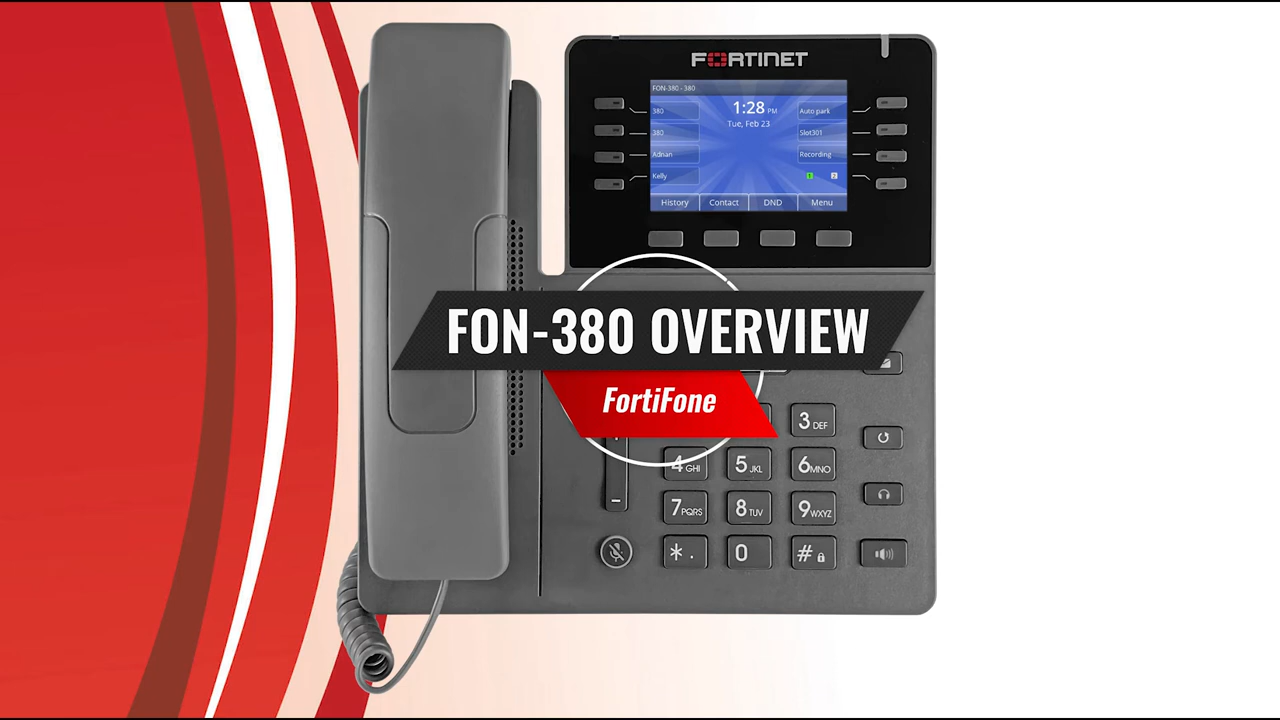 FORTINET
FON-380 - 380
1:28 PM
Tue, Feb 23
380
380
Adnan
Kelly
Auto park
Slot301
Recording
1 2
History Contact DND Menu
FON-380 OVERVIEW
FortiFone
3 DEF
4 GHI 5 JKL 6 MNO
7 PQRS 8 TUV 9 WXYZ
* . 0 #